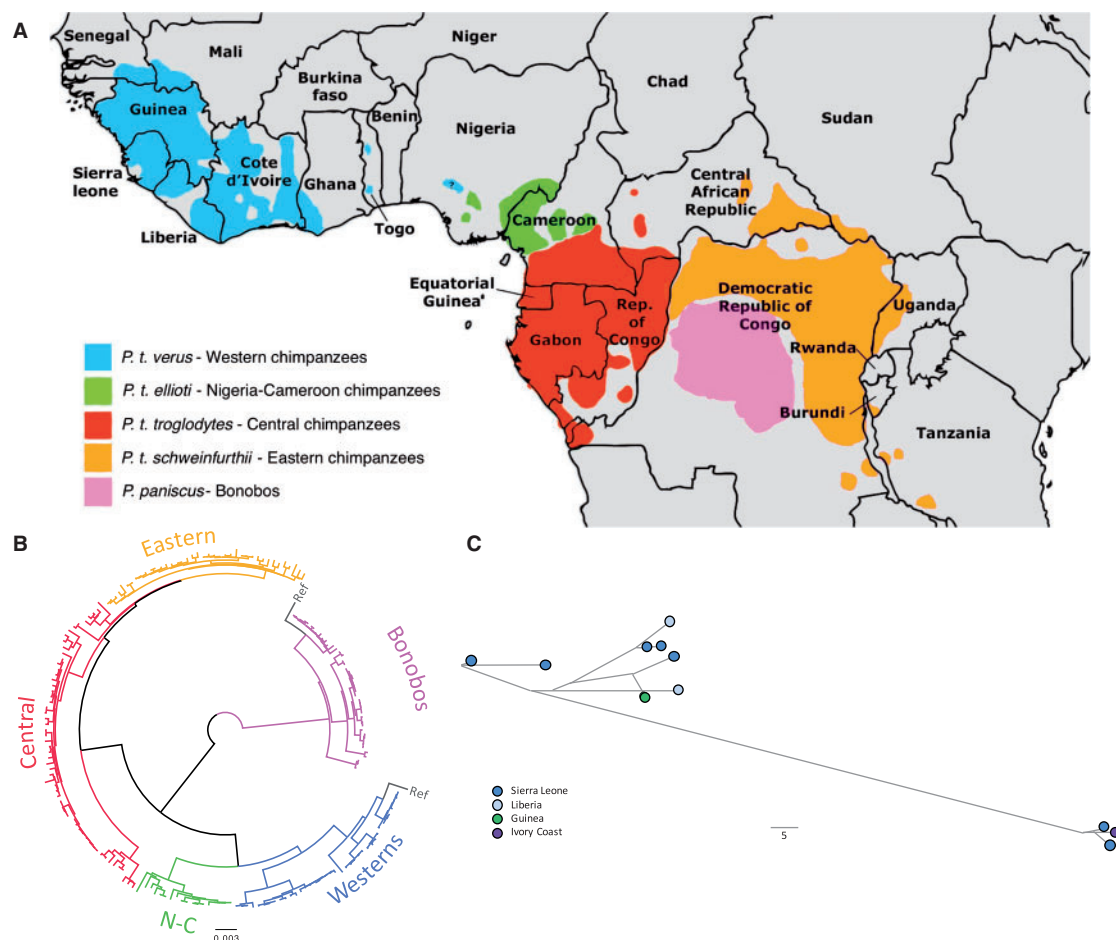 A
Senegal
Mali
Niger
Chad
Sudan
Burkina
faso
Benin
Nigeria
Guinea
Sierra
leone
Cote
d'Ivoire
Ghana
Liberia
Togo
?
Cameroon
Central
African
Republic
Equatorial
Guinea
Gabon
Rep.
of
Congo
Democratic
Republic of
Congo
Uganda
Rwanda
Burundi
Tanzania
P. t. verus - Western chimpanzees
P. t. ellioti - Nigeria-Cameroon chimpanzees
P. t. troglodytes - Central chimpanzees
P. t. schweinfurthii - Eastern chimpanzees
P. paniscus- Bonobos
B
Eastern
Ref
Bonobos
Central
Ref
Westerns
N-C
0.003
C
Sierra Leone
Liberia
Guinea
Ivory Coast
5